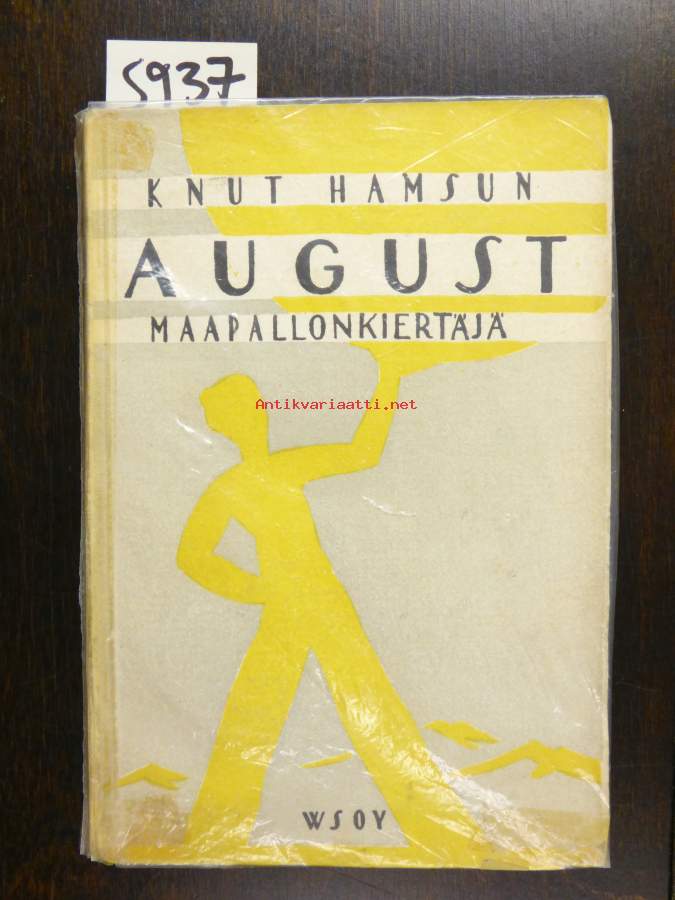 5937
KNUT HAMSUN
AUGUST
MAAPALLONKIERTÄJÄ
Antikvariaatti.net
WSOY